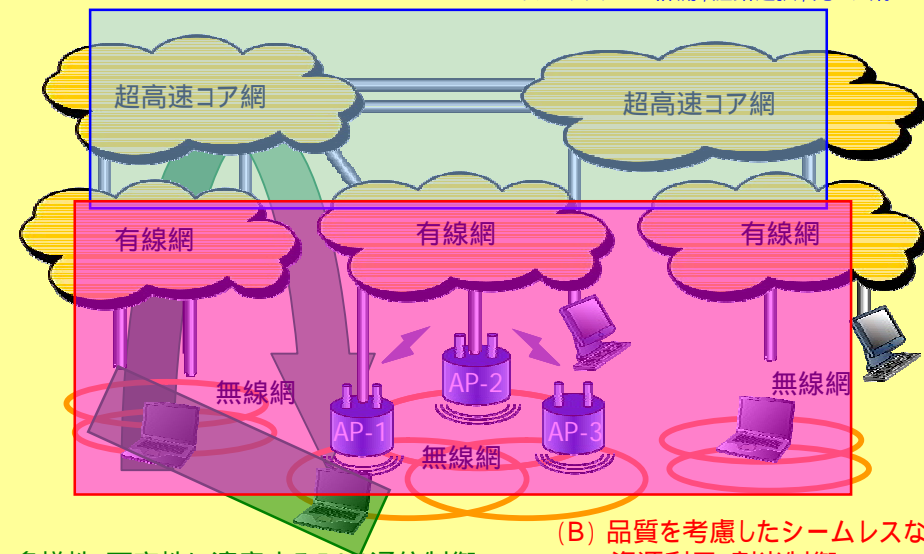 超高速コア網
超高速コア網
有線網
有線網
有線網
無線網
無線網
AP-2
AP-1
AP-3
無線網
(B) 品質を考慮したシームレスな